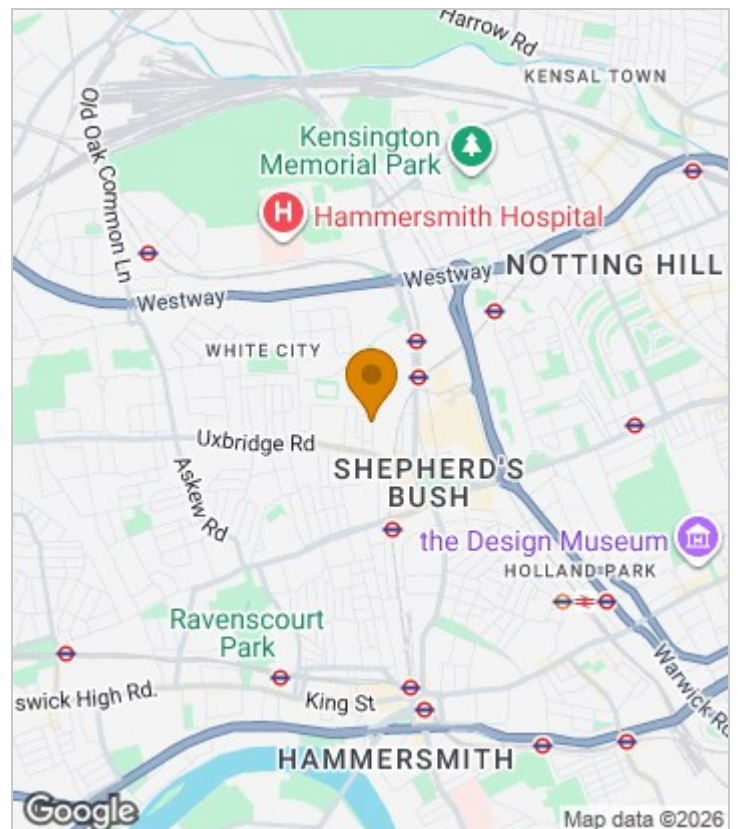 Harrow Rd
KENSAL TOWN
Old Oak Common Ln
Kensington
Memorial Park
H
Hammersmith Hospital
Westway
NOTTING HILL
Westway
WHITE CITY
Uxbridge Rd
SHEPHERD'S
BUSH
Askew Rd
the Design Museum
HOLLAND PARK
Ravenscourt
Park
Warwick Rd
swick High Rd.
King St
HAMMERSMITH
Google
Map data ©2026